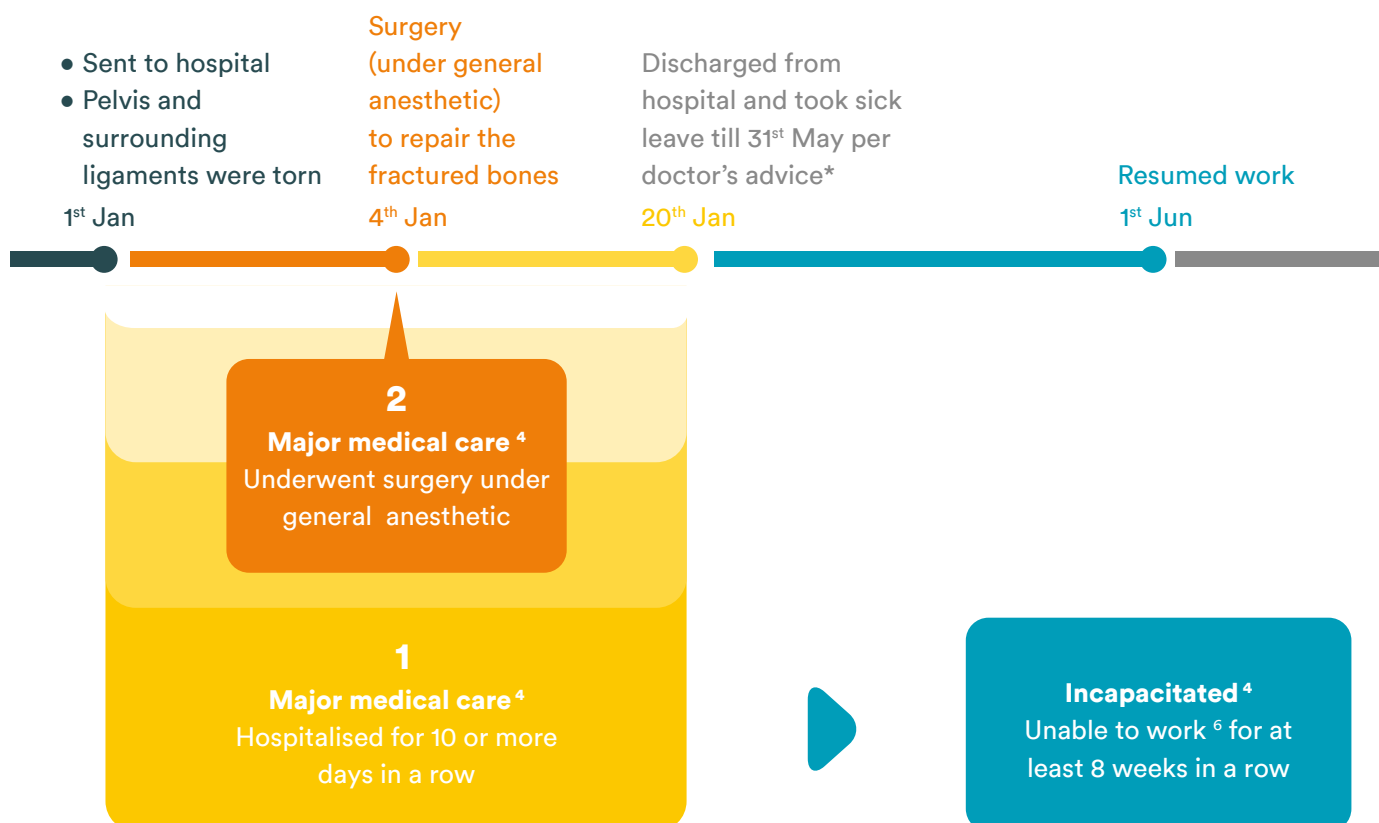 ● Sent to hospital
● Pelvis and
surrounding
ligaments were torn
1st Jan
Surgery
(under general
anesthetic)
to repair the
fractured bones
4th Jan
Discharged from
hospital and took sick
leave till 31st May per
doctor's advice*
20th Jan
Resumed work
1st Jun
2
Major medical care 4
Underwent surgery under
general anesthetic
1
Major medical care 4
Hospitalised for 10 or more
days in a row
Incapacitated 4
Unable to work 6 for at
least 8 weeks in a row